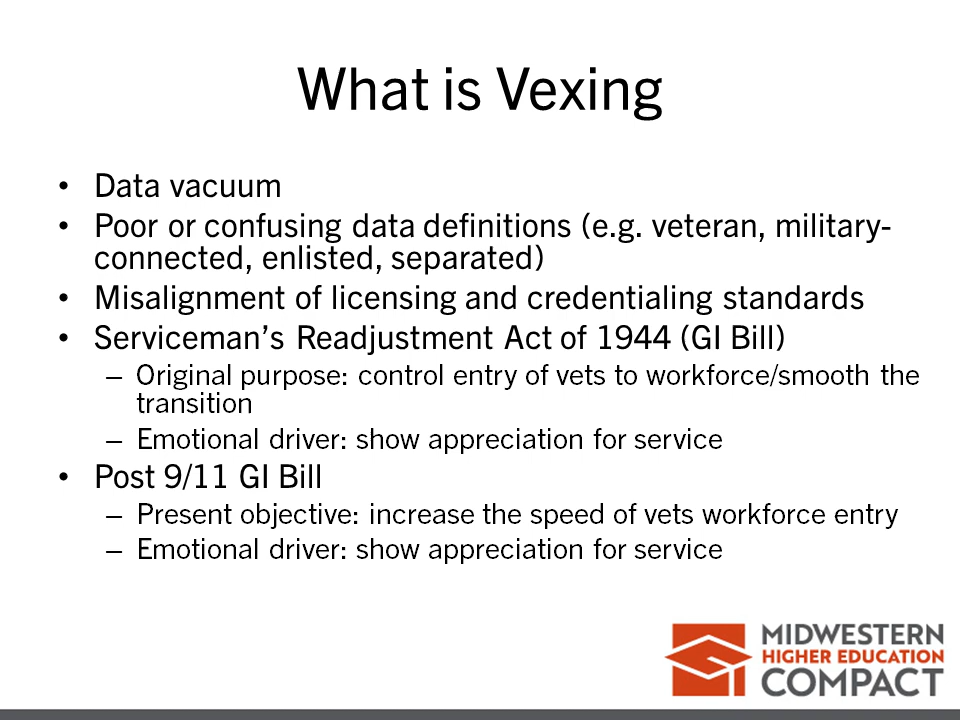 What is Vexing
• Data vacuum
• Poor or confusing data definitions (e.g. veteran, military-
connected, enlisted, separated)
• Misalignment of licensing and credentialing standards
• Serviceman’s Readjustment Act of 1944 (GI Bill)
– Original purpose: control entry of vets to workforce/smooth the
transition
– Emotional driver: show appreciation for service
• Post 9/11 GI Bill
– Present objective: increase the speed of vets workforce entry
– Emotional driver: show appreciation for service
MIDWESTERN
HIGHER EDUCATION
COMPACT